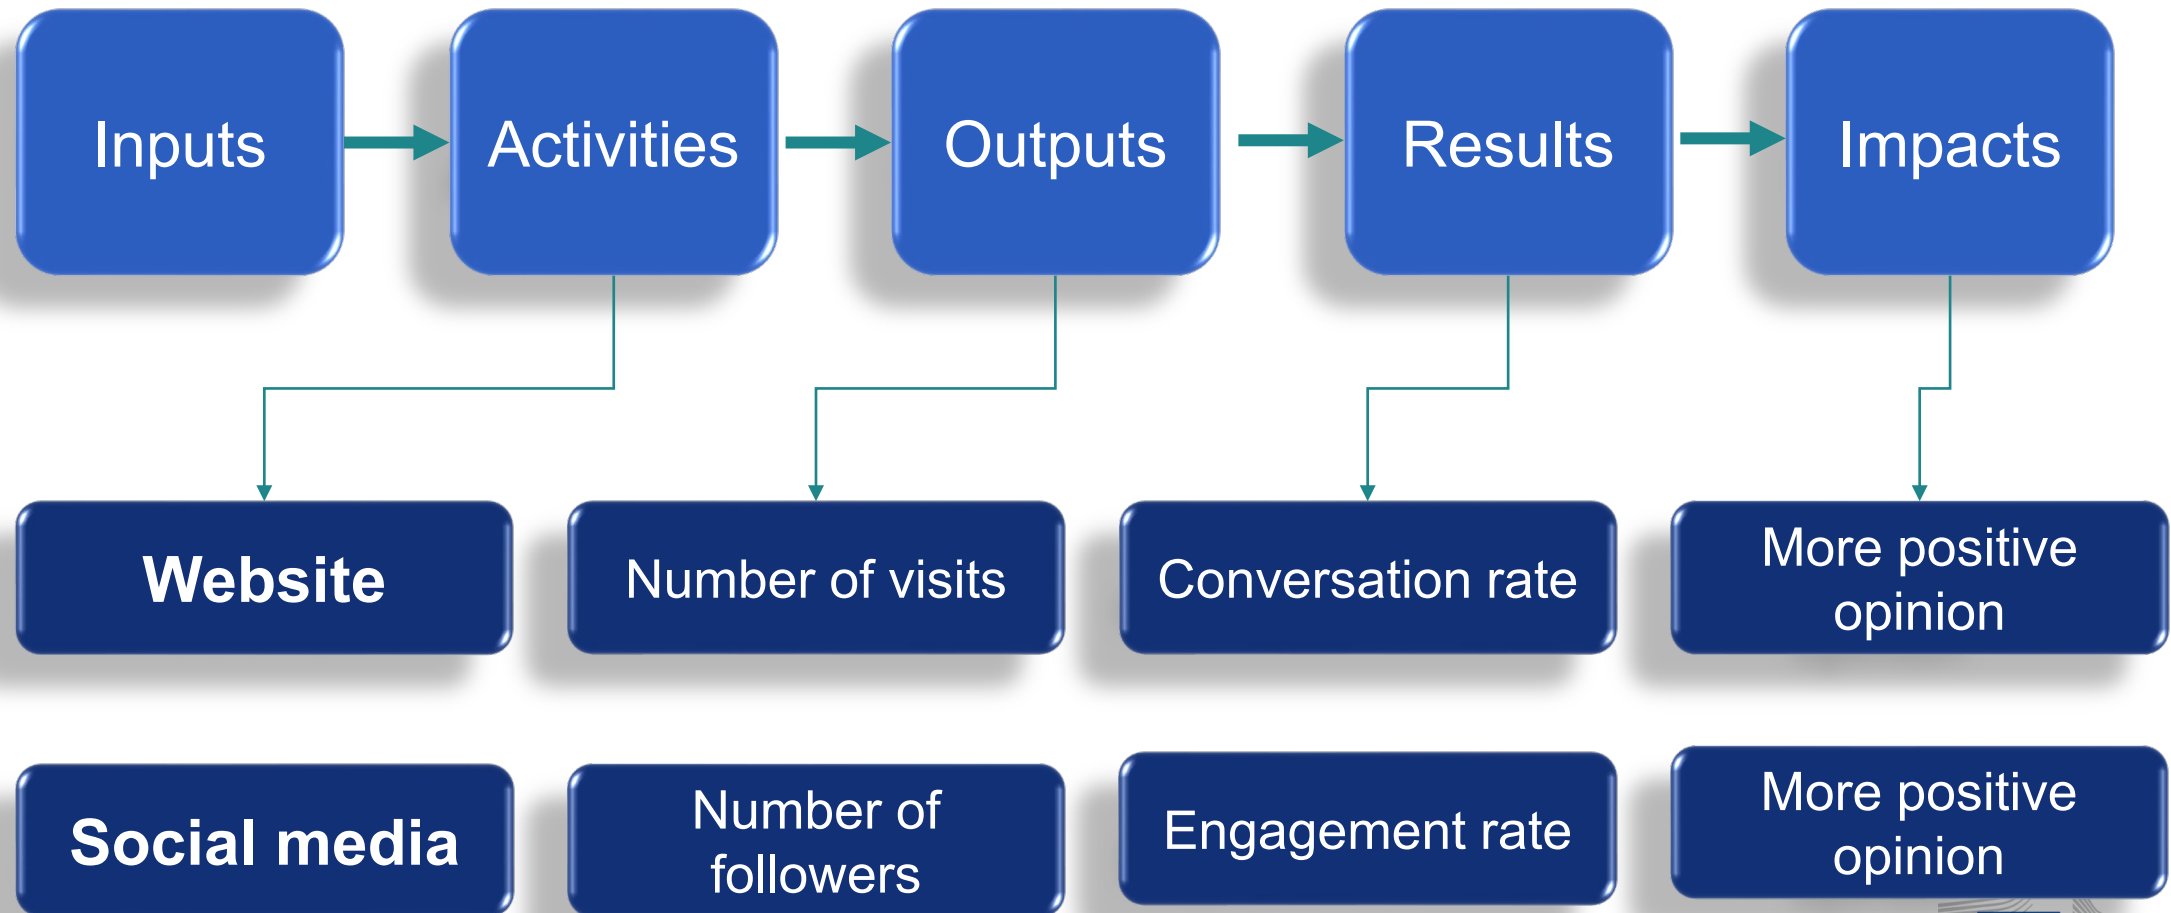 Inputs
Activities
Outputs
Results
Impacts
Website
Number of visits
Conversation rate
More positive
opinion
Social media
Number of
followers
Engagement rate
More positive
opinion